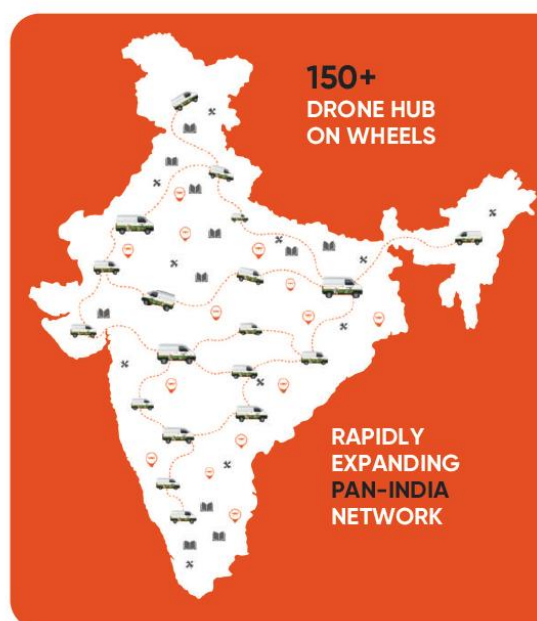 150+
DRONE HUB
ON WHEELS
RAPIDLY
EXPANDING
PAN-INDIA
NETWORK